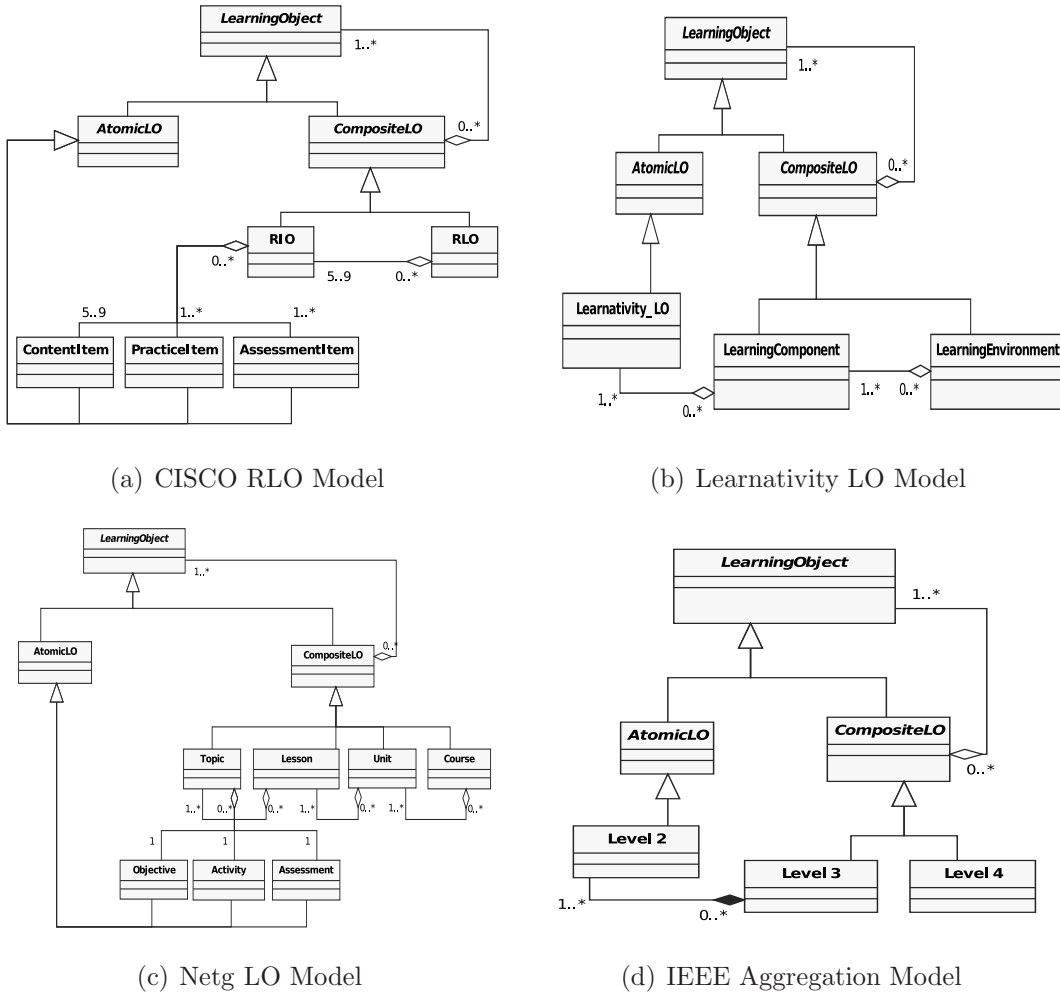 LearningObject
1..*
AtomicLO
CompositeLO
0..*
RIO
RLO
0..*
5..9
0..*
5..9
1..*
1..*
ContentItem
PracticeItem
AssessmentItem
(a) CISCO RLO Model
LearningObject
1..*
AtomicLO
CompositeLO
0..*
Learnativity_LO
LearningComponent
LearningEnvironment
1..*
0..*
1..*
0..*
(b) Learnativity LO Model
LearningObject
1..*
AtomicLO
CompositeLO
0..*
Topic
Lesson
Unit
Course
1..*
0..*
0..*
1..*
0..*
1..*
0..*
1
1
1
Objective
Activity
Assessment
(c) Netg LO Model
LearningObject
1..*
AtomicLO
CompositeLO
0..*
Level 2
Level 3
Level 4
1..*
0..*
(d) IEEE Aggregation Model